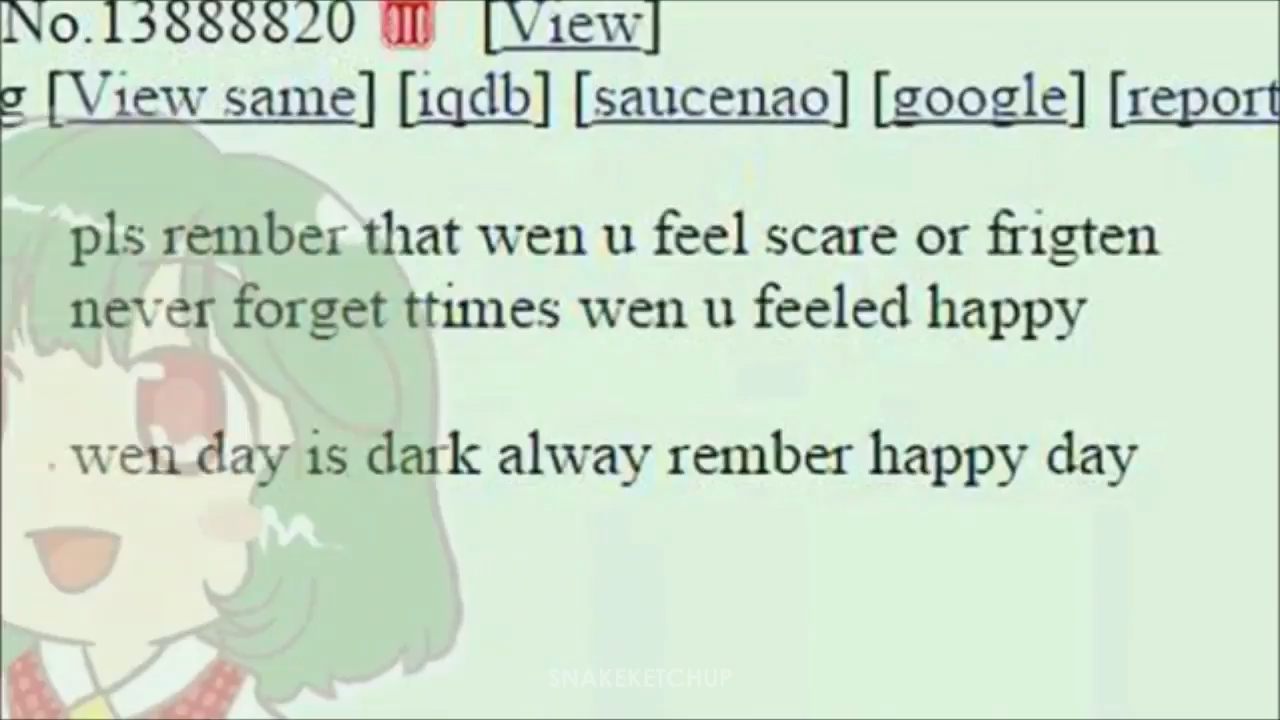 No.13888820 [View]
g [View same] [iqdb] [saucenao] [google] [report
pls rember that wen u feel scare or frigten
never forget ttimes wen u feeled happy
wen day is dark alway rember happy day
SNAKEKETCHUP